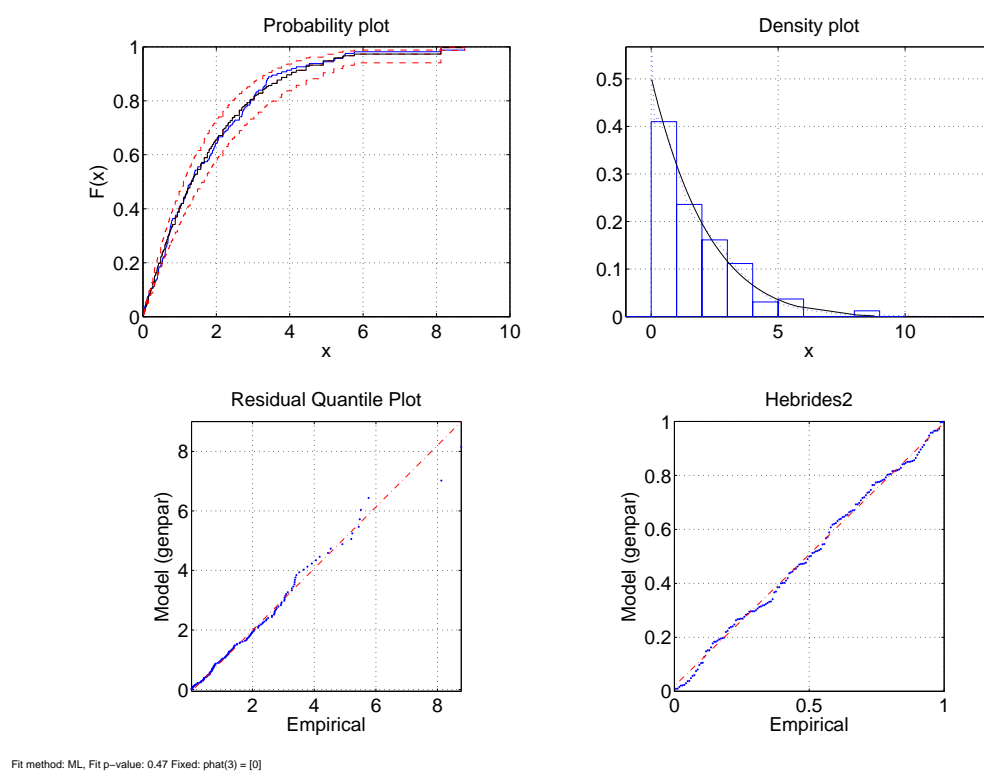 Probability plot
1
0.8
0.6
0.4
0.2
0
F(x)
0 2 4 6 8 10
x
Density plot
0.5
0.4
0.3
0.2
0.1
0
0 5 10
x
Residual Quantile Plot
8
6
4
2
0
Model (genpar)
2 4 6 8
Empirical
Hebrides2
1
0.8
0.6
0.4
0.2
0
Model (genpar)
0 0.5 1
Empirical
Fit method: ML, Fit p−value: 0.47 Fixed: phat(3) = [0]